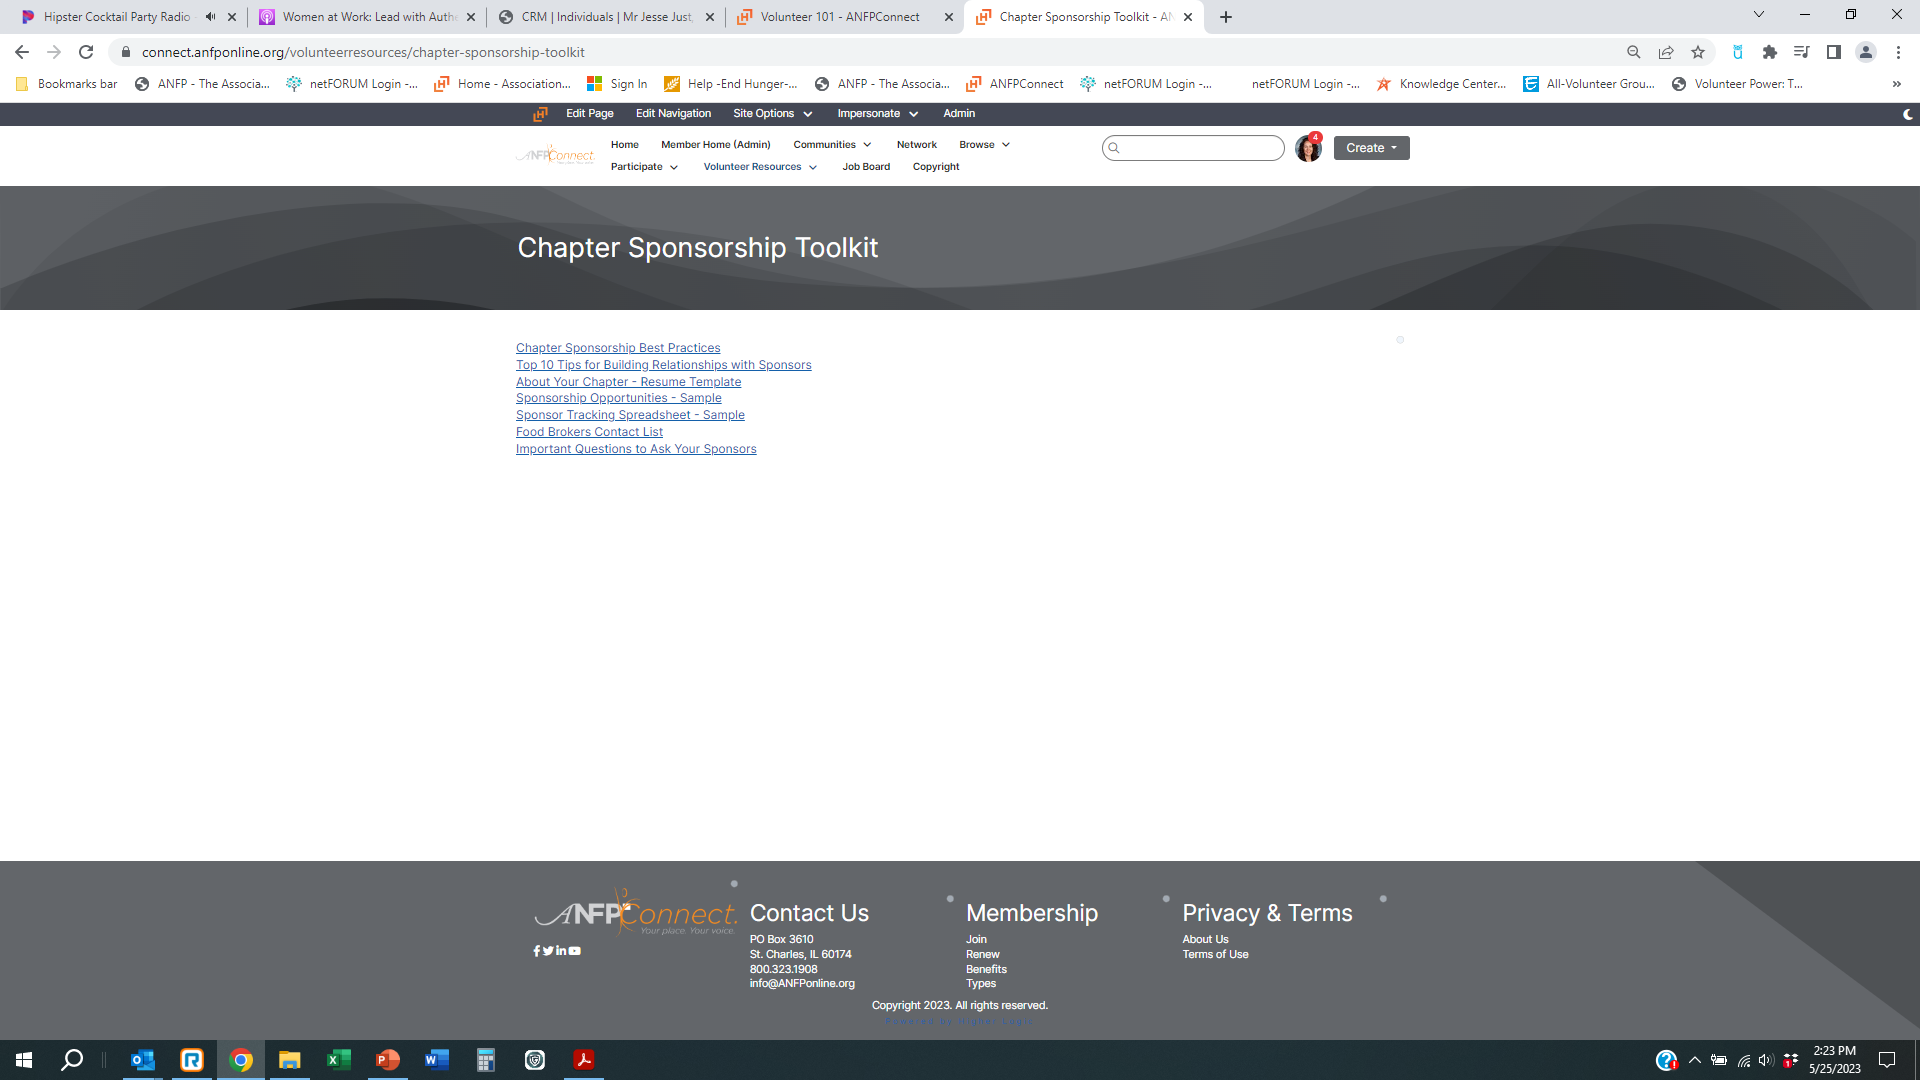 Hipster Cocktail Party Radio
Women at Work: Lead with Authe
CRM | Individuals | Mr Jesse Just,
Volunteer 101 - ANFPConnect
Chapter Sponsorship Toolkit - AN
connect.anfponline.org/volunteerresources/chapter-sponsorship-toolkit
Bookmarks bar
ANFP - The Associa...
netFORUM Login -...
Home - Association...
Sign In
Help -End Hunger-...
ANFP - The Associa...
ANFPConnect
netFORUM Login -...
netFORUM Login -...
Knowledge Center...
All-Volunteer Grou...
Volunteer Power: T...
»
Edit Page Edit Navigation Site Options Impersonate Admin
ANFPConnect
Home Member Home (Admin) Communities Network Browse
Participate Volunteer Resources Job Board Copyright
4
Create
Chapter Sponsorship Toolkit
Chapter Sponsorship Best Practices
Top 10 Tips for Building Relationships with Sponsors
About Your Chapter - Resume Template
Sponsorship Opportunities - Sample
Sponsor Tracking Spreadsheet - Sample
Food Brokers Contact List
Important Questions to Ask Your Sponsors
ANFPConnect.
Your place. Your voice.
Contact Us
PO Box 3610
St. Charles, IL 60174
800.323.1908
info@ANFPonline.org
Membership
Join
Renew
Benefits
Types
Privacy & Terms
About Us
Terms of Use
Copyright 2023. All rights reserved.
Powered by Higher Logic
2:23 PM
5/25/2023